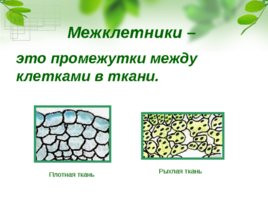 Межклетники –
это промежутки между
клетками в ткани.
Плотная ткань
Рыхлая ткань